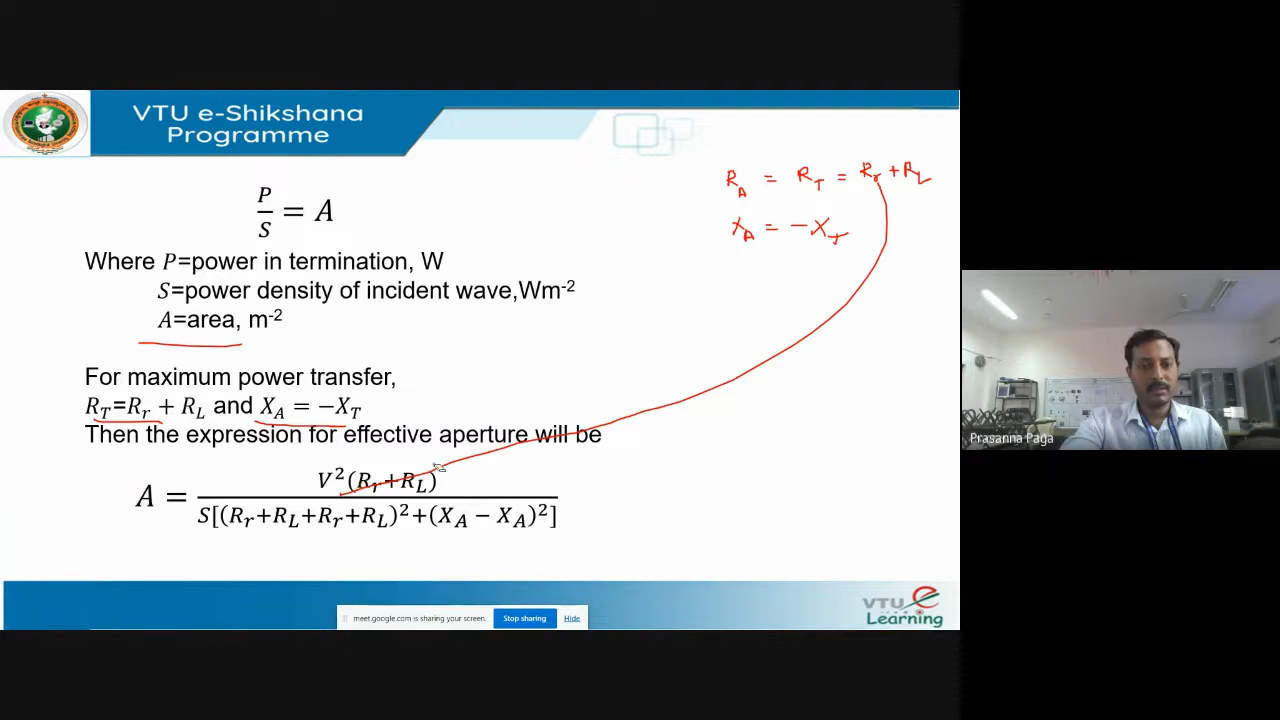 VTU e-Shikshana
Programme
R_A = R_T = R_r + R_L
X_A = -X_T
P/S = A
Where P=power in termination, W
S=power density of incident wave,Wm⁻²
A=area, m⁻²
For maximum power transfer,
R_T=R_r + R_L and X_A = −X_T
Then the expression for effective aperture will be
A = V²(R_r+R_L) / S[(R_r+R_L+R_r+R_L)²+(X_A − X_A)²]
Prasanna Paga
VTU e
Learning
meet.google.com is sharing your screen. Stop sharing Hide